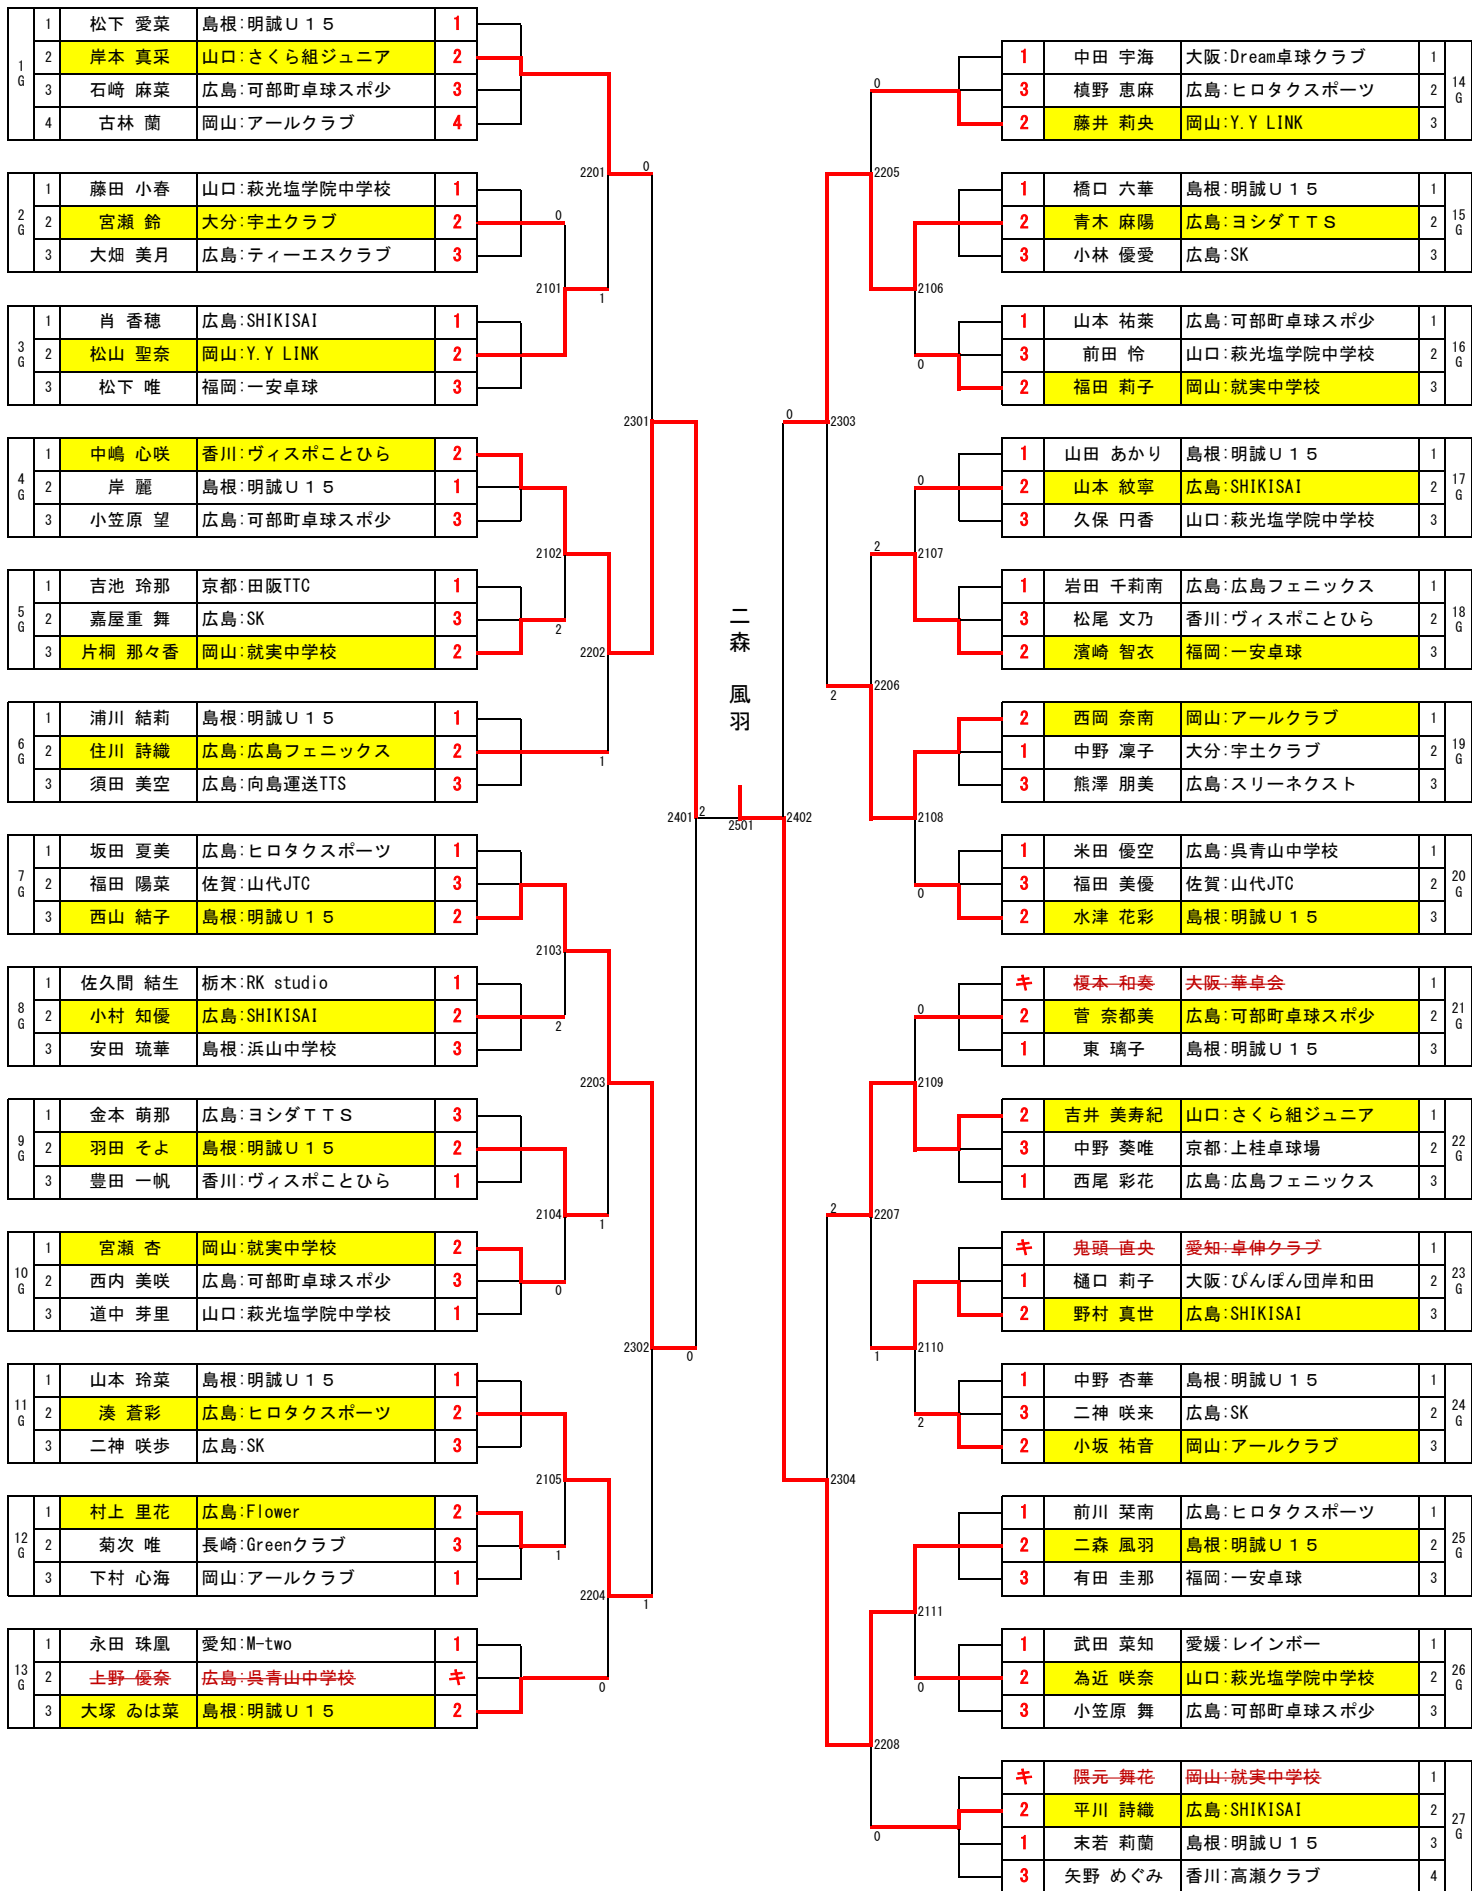 1G
1 松下 愛菜 島根:明誠U15 1
2 岸本 真采 山口:さくら組ジュニア 2
3 石﨑 麻菜 広島:可部町卓球スポ少 3
4 古林 蘭 岡山:アールクラブ 4
2G
1 藤田 小春 山口:萩光塩学院中学校 1
2 宮瀬 鈴 大分:宇土クラブ 2
3 大畑 美月 広島:ティーエスクラブ 3
3G
1 肖 香穂 広島:SHIKISAI 1
2 松山 聖奈 岡山:Y.Y LINK 2
3 松下 唯 福岡:一安卓球 3
4G
1 中嶋 心咲 香川:ヴィスポことひら 2
2 岸 麗 島根:明誠U15 1
3 小笠原 望 広島:可部町卓球スポ少 3
5G
1 吉池 玲那 京都:田阪TTC 1
2 嘉屋重 舞 広島:SK 3
3 片桐 那々香 岡山:就実中学校 2
6G
1 浦川 結莉 島根:明誠U15 1
2 住川 詩織 広島:広島フェニックス 2
3 須田 美空 広島:向島運送TTS 3
7G
1 坂田 夏美 広島:ヒロタクスポーツ 1
2 福田 陽菜 佐賀:山代JTC 3
3 西山 結子 島根:明誠U15 2
8G
1 佐久間 結生 栃木:RK studio 1
2 小村 知優 広島:SHIKISAI 2
3 安田 琉華 島根:浜山中学校 3
9G
1 金本 萌那 広島:ヨシダTTS 3
2 羽田 そよ 島根:明誠U15 2
3 豊田 一帆 香川:ヴィスポことひら 1
10G
1 宮瀬 杏 岡山:就実中学校 2
2 西内 美咲 広島:可部町卓球スポ少 3
3 道中 芽里 山口:萩光塩学院中学校 1
11G
1 山本 玲菜 島根:明誠U15 1
2 湊 蒼彩 広島:ヒロタクスポーツ 2
3 二神 咲歩 広島:SK 3
12G
1 村上 里花 広島:Flower 2
2 菊次 唯 長崎:Greenクラブ 3
3 下村 心海 岡山:アールクラブ 1
13G
1 永田 珠凰 愛知:M-two 1
2 上野 優奈 広島:呉青山中学校 キ
3 大塚 ゐは菜 島根:明誠U15 2
2201 0
0
2101 1
2301
2102
2
2202
1
2401 2
2103
2
2203
2104 1
0
2302 0
2105
1
2204 1
0
二森 風羽
2501
0
2205
2106
0
0 2303
0
2 2107
2 2206
2402
2108
0
0
2109
2 2207
1 2110
2
2304
2111
0
2208
0
14G
1 中田 宇海 大阪:Dream卓球クラブ 1
3 槙野 恵麻 広島:ヒロタクスポーツ 2
2 藤井 莉央 岡山:Y.Y LINK 3
15G
1 橋口 六華 島根:明誠U15 1
2 青木 麻陽 広島:ヨシダTTS 2
3 小林 優愛 広島:SK 3
16G
1 山本 祐萊 広島:可部町卓球スポ少 1
3 前田 怜 山口:萩光塩学院中学校 2
2 福田 莉子 岡山:就実中学校 3
17G
1 山田 あかり 島根:明誠U15 1
2 山本 紋寧 広島:SHIKISAI 2
3 久保 円香 山口:萩光塩学院中学校 3
18G
1 岩田 千莉南 広島:広島フェニックス 1
3 松尾 文乃 香川:ヴィスポことひら 2
2 濱崎 智衣 福岡:一安卓球 3
19G
2 西岡 奈南 岡山:アールクラブ 1
1 中野 凜子 大分:宇土クラブ 2
3 熊澤 朋美 広島:スリーネクスト 3
20G
1 米田 優空 広島:呉青山中学校 1
3 福田 美優 佐賀:山代JTC 2
2 水津 花彩 島根:明誠U15 3
21G
キ 榎本 和奏 大阪:華卓会 1
2 菅 奈都美 広島:可部町卓球スポ少 2
1 東 璃子 島根:明誠U15 3
22G
2 吉井 美寿紀 山口:さくら組ジュニア 1
3 中野 葵唯 京都:上桂卓球場 2
1 西尾 彩花 広島:広島フェニックス 3
23G
キ 鬼頭 直央 愛知:卓伸クラブ 1
1 樋口 莉子 大阪:ぴんぽん団岸和田 2
2 野村 真世 広島:SHIKISAI 3
24G
1 中野 杏華 島根:明誠U15 1
3 二神 咲来 広島:SK 2
2 小坂 祐音 岡山:アールクラブ 3
25G
1 前川 栞南 広島:ヒロタクスポーツ 1
2 二森 風羽 島根:明誠U15 2
3 有田 圭那 福岡:一安卓球 3
26G
1 武田 菜知 愛媛:レインボー 1
2 為近 咲奈 山口:萩光塩学院中学校 2
3 小笠原 舞 広島:可部町卓球スポ少 3
27G
キ 隈元 舞花 岡山:就実中学校 1
2 平川 詩織 広島:SHIKISAI 2
1 末若 莉蘭 島根:明誠U15 3
3 矢野 めぐみ 香川:高瀬クラブ 4